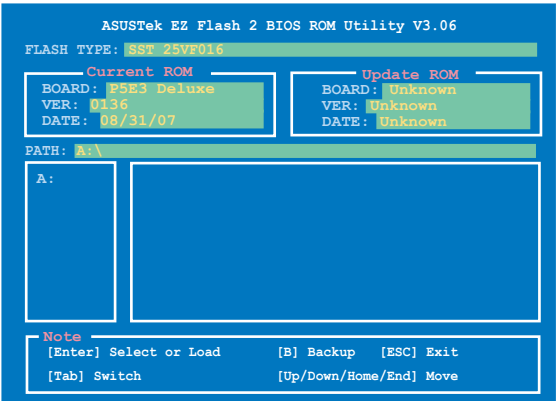 ASUSTek EZ Flash 2 BIOS ROM Utility V3.06
FLASH TYPE: SST 25VF016
Current ROM
BOARD: P5E3 Deluxe
VER: 0136
DATE: 08/31/07
Update ROM
BOARD: Unknown
VER: Unknown
DATE: Unknown
PATH: A:\
A:
Note
[Enter] Select or Load [B] Backup [ESC] Exit
[Tab] Switch [Up/Down/Home/End] Move